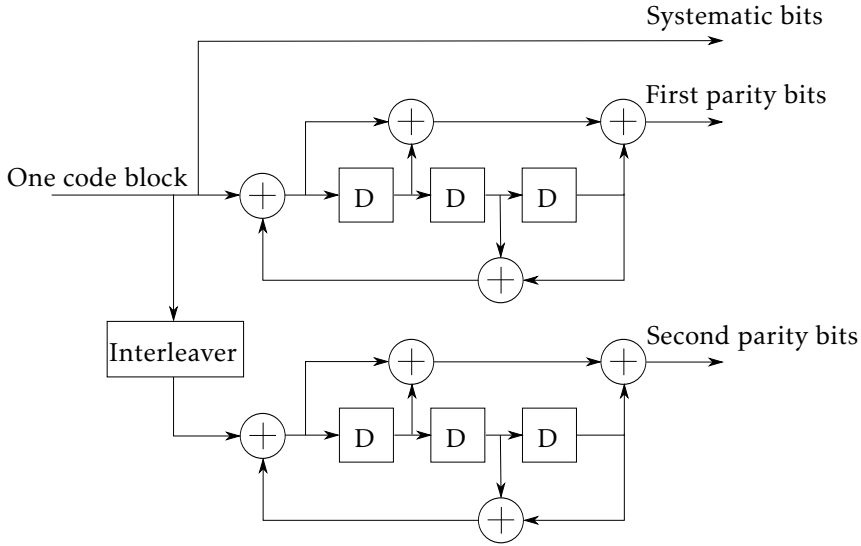 Systematic bits
First parity bits
One code block
D D D
Interleaver
Second parity bits
D D D